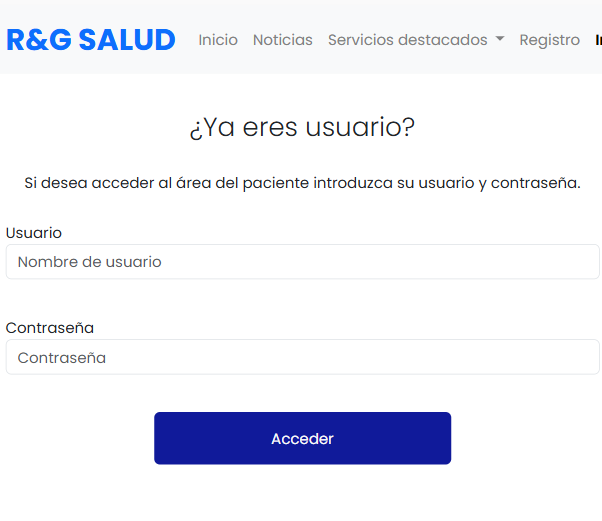 R&G SALUD Inicio Noticias Servicios destacados Registro
¿Ya eres usuario?
Si desea acceder al área del paciente introduzca su usuario y contraseña.
Usuario
Nombre de usuario
Contraseña
Contraseña
Acceder